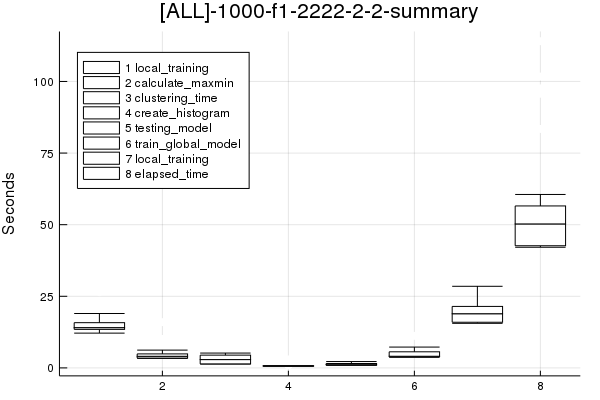 [ALL]-1000-f1-2222-2-2-summary
1 local_training
2 calculate_maxmin
3 clustering_time
4 create_histogram
5 testing_model
6 train_global_model
7 local_training
8 elapsed_time
Seconds
100
75
50
25
0
2 4 6 8